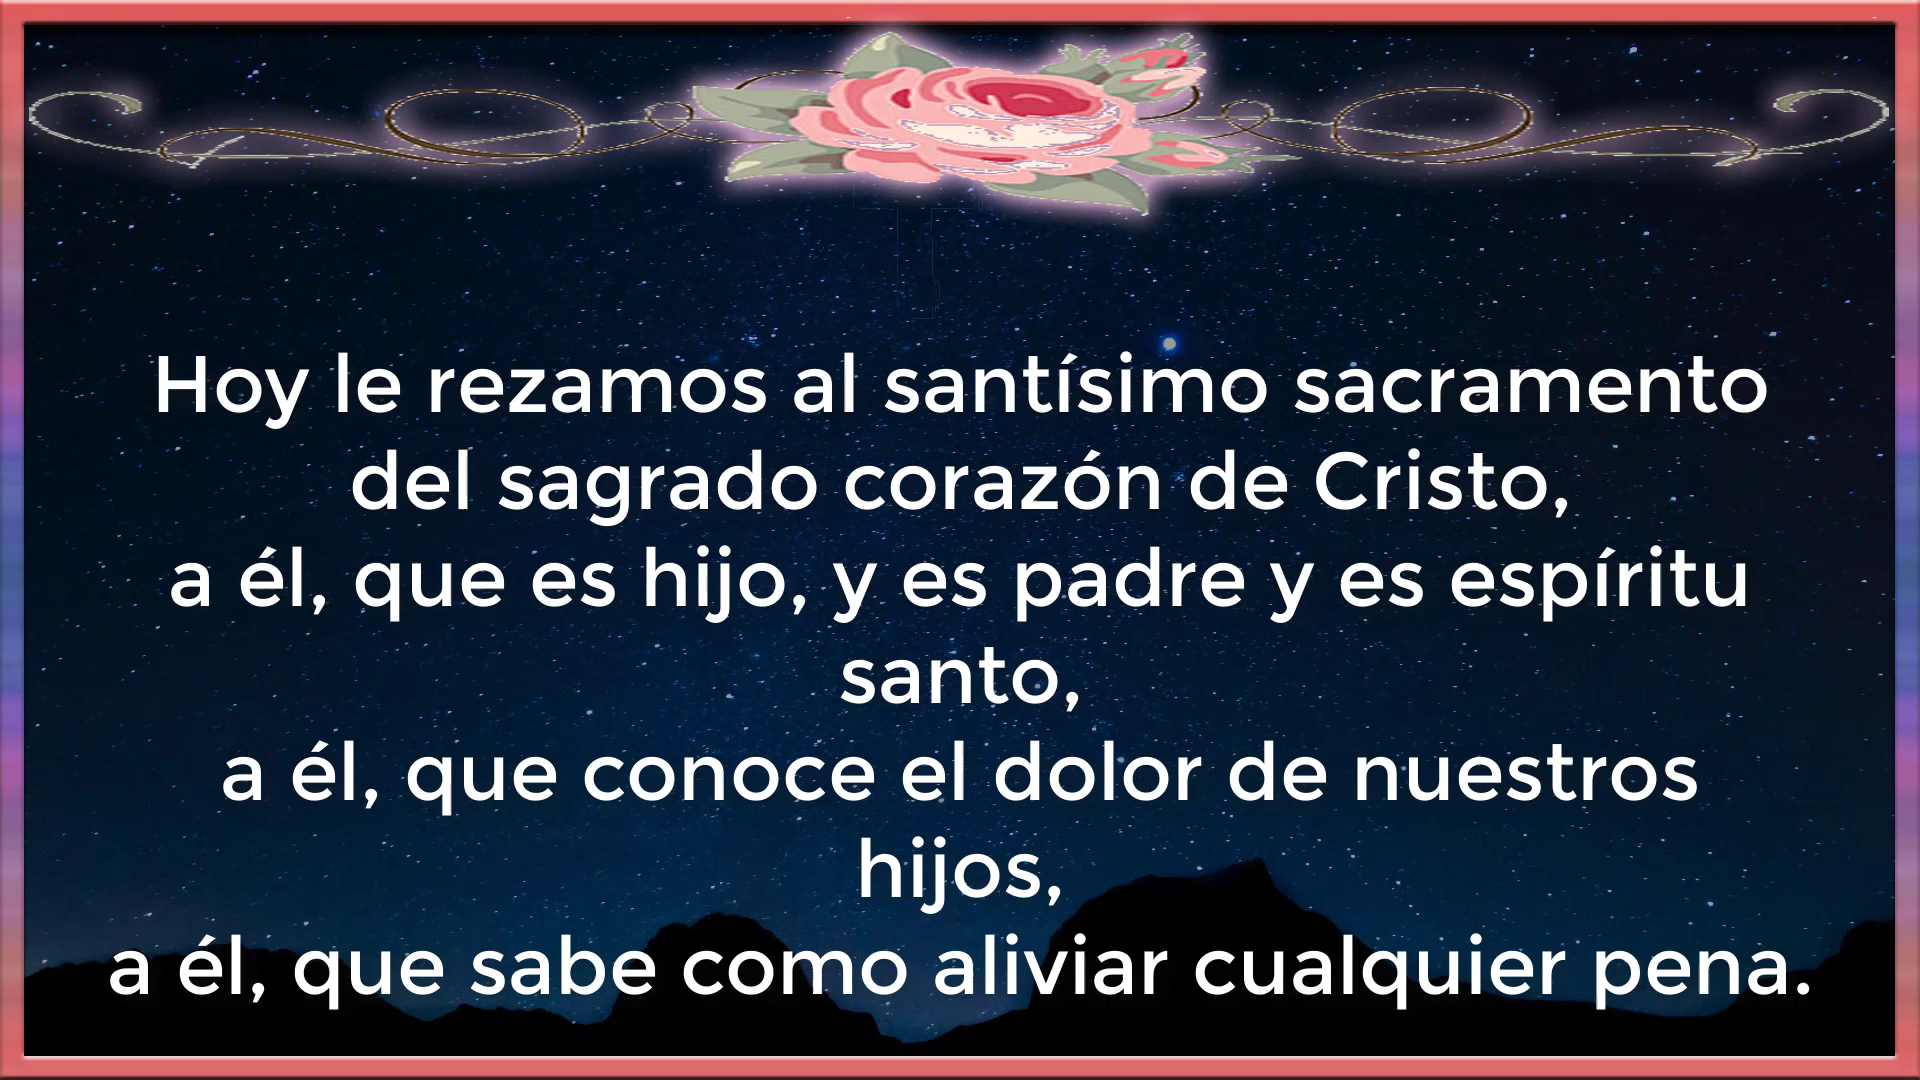 Hoy le rezamos al santísimo sacramento
del sagrado corazón de Cristo,
a él, que es hijo, y es padre y es espíritu
santo,
a él, que conoce el dolor de nuestros
hijos,
a él, que sabe como aliviar cualquier pena.